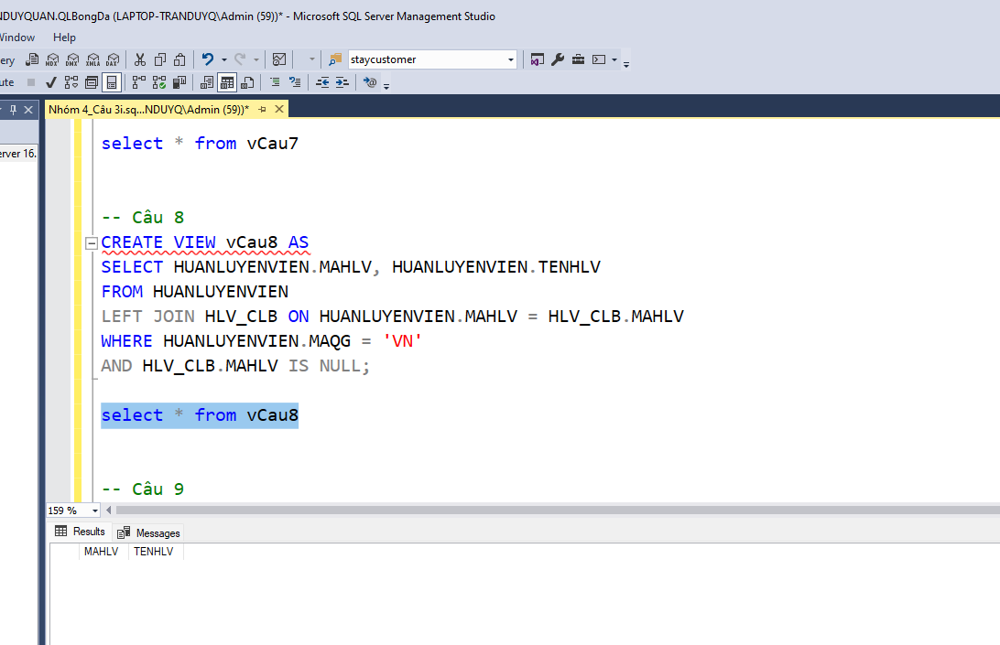 NDUYQUAN.QLBongDa (LAPTOP-TRANDUYQ\Admin (59))* - Microsoft SQL Server Management Studio
Window Help
ery MDX DMX XMLA DAX staycustomer
ute
Nhóm 4_Câu 3i.sq...NDUYQ\Admin (59))*
erver 16.
select * from vCau7
-- Câu 8
CREATE VIEW vCau8 AS
SELECT HUANLUYENVIEN.MAHLV, HUANLUYENVIEN.TENHLV
FROM HUANLUYENVIEN
LEFT JOIN HLV_CLB ON HUANLUYENVIEN.MAHLV = HLV_CLB.MAHLV
WHERE HUANLUYENVIEN.MAQG = 'VN'
AND HLV_CLB.MAHLV IS NULL;
select * from vCau8
-- Câu 9
159 %
Results Messages
MAHLV TENHLV